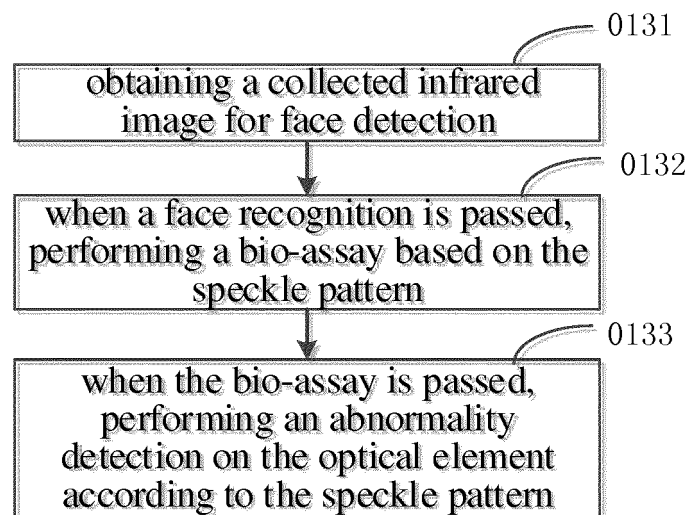 0131
obtaining a collected infrared
image for face detection
0132
when a face recognition is passed,
performing a bio-assay based on the
speckle pattern
0133
when the bio-assay is passed,
performing an abnormality
detection on the optical element
according to the speckle pattern